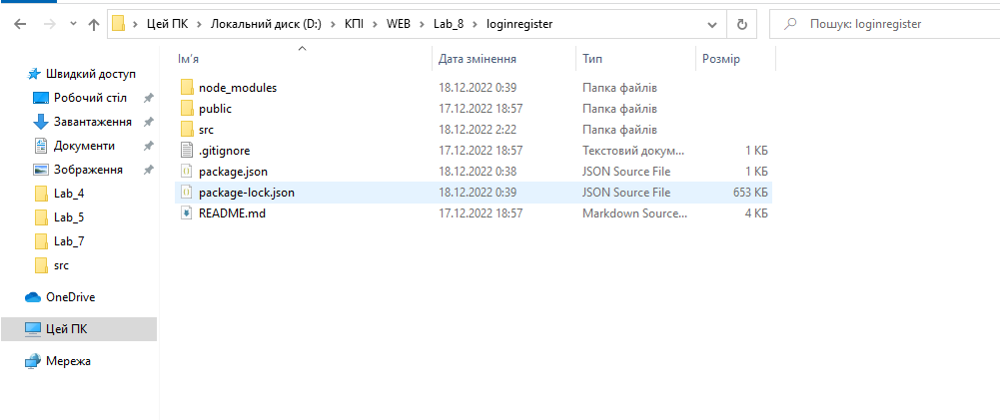 Цей ПК > Локальний диск (D:) > КПІ > WEB > Lab_8 > loginregister
Пошук: loginregister
Ім'я Дата змінення Тип Розмір
Швидкий доступ
Робочий стіл
Завантаження
Документи
Зображення
Lab_4
Lab_5
Lab_7
src
OneDrive
Цей ПК
Мережа
node_modules 18.12.2022 0:39 Папка файлів
public 17.12.2022 18:57 Папка файлів
src 18.12.2022 2:22 Папка файлів
.gitignore 17.12.2022 18:57 Текстовий докум... 1 КБ
package.json 18.12.2022 0:38 JSON Source File 1 КБ
package-lock.json 18.12.2022 0:39 JSON Source File 653 КБ
README.md 17.12.2022 18:57 Markdown Source... 4 КБ